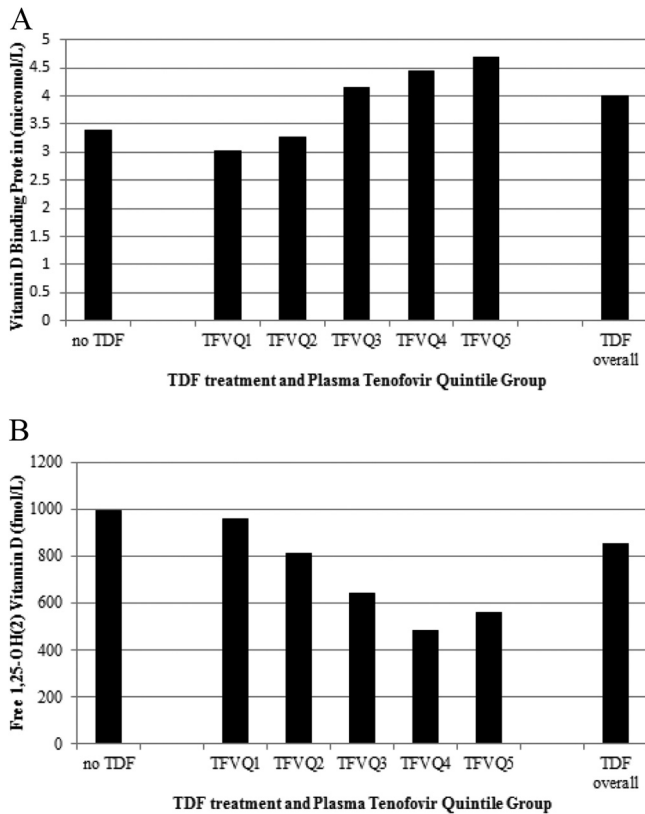 A
Vitamin D Binding Protein (micromol/L)
5
4.5
4
3.5
3
2.5
2
1.5
1
0.5
0
no TDF TFVQ1 TFVQ2 TFVQ3 TFVQ4 TFVQ5 TDF
overall
TDF treatment and Plasma Tenofovir Quintile Group
B
Free 1,25-OH(2) Vitamin D (fmol/L)
1200
1000
800
600
400
200
0
no TDF TFVQ1 TFVQ2 TFVQ3 TFVQ4 TFVQ5 TDF
overall
TDF treatment and Plasma Tenofovir Quintile Group